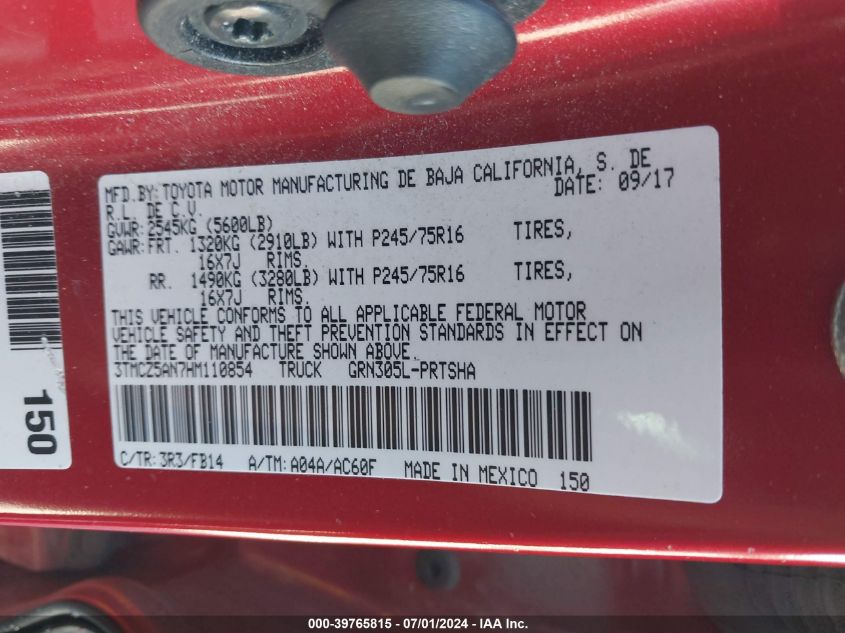 MFD.BY:TOYOTA MOTOR MANUFACTURING DE BAJA CALIFORNIA, S. DE
R.L. DE C.V. DATE: 09/17
GVWR: 2545KG (5600LB)
GAWR:FRT. 1320KG (2910LB) WITH P245/75R16 TIRES,
16X7J RIMS.
RR. 1490KG (3280LB) WITH P245/75R16 TIRES,
16X7J RIMS.
THIS VEHICLE CONFORMS TO ALL APPLICABLE FEDERAL MOTOR
VEHICLE SAFETY AND THEFT PREVENTION STANDARDS IN EFFECT ON
THE DATE OF MANUFACTURE SHOWN ABOVE.
3TMCZ5AN7HM110854 TRUCK GRN305L-PRTSHA
C/TR:3R3/FB14 A/TM:A04A/AC60F MADE IN MEXICO 150
150
000-39765815 - 07/01/2024 - IAA Inc.